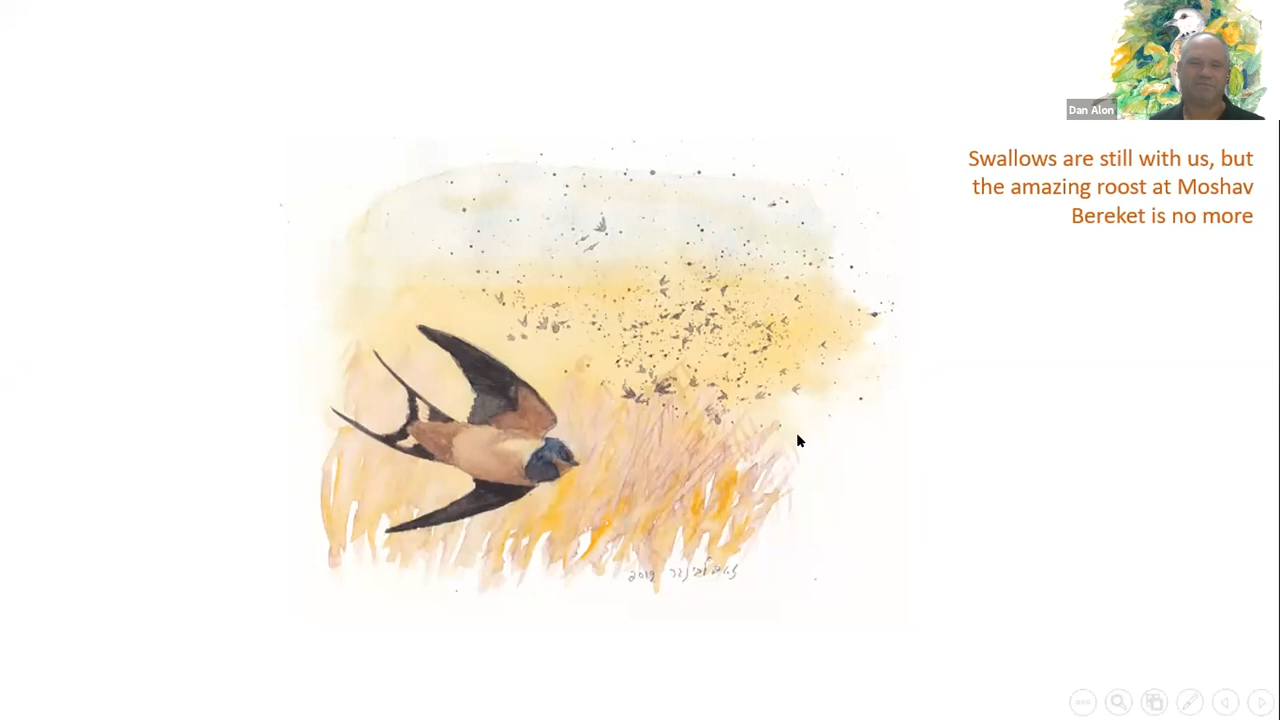 Dan Alon
Swallows are still with us, but
the amazing roost at Moshav
Bereket is no more
2019